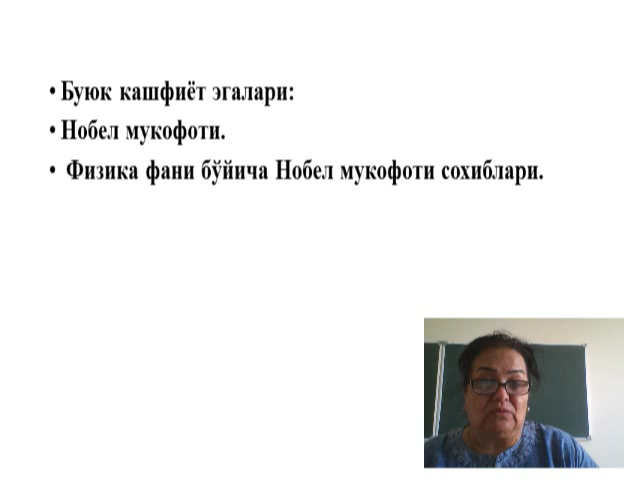 • Буюк кашфиёт эгалари:
• Нобел мукофоти.
• Физика фани бўйича Нобел мукофоти сохиблари.